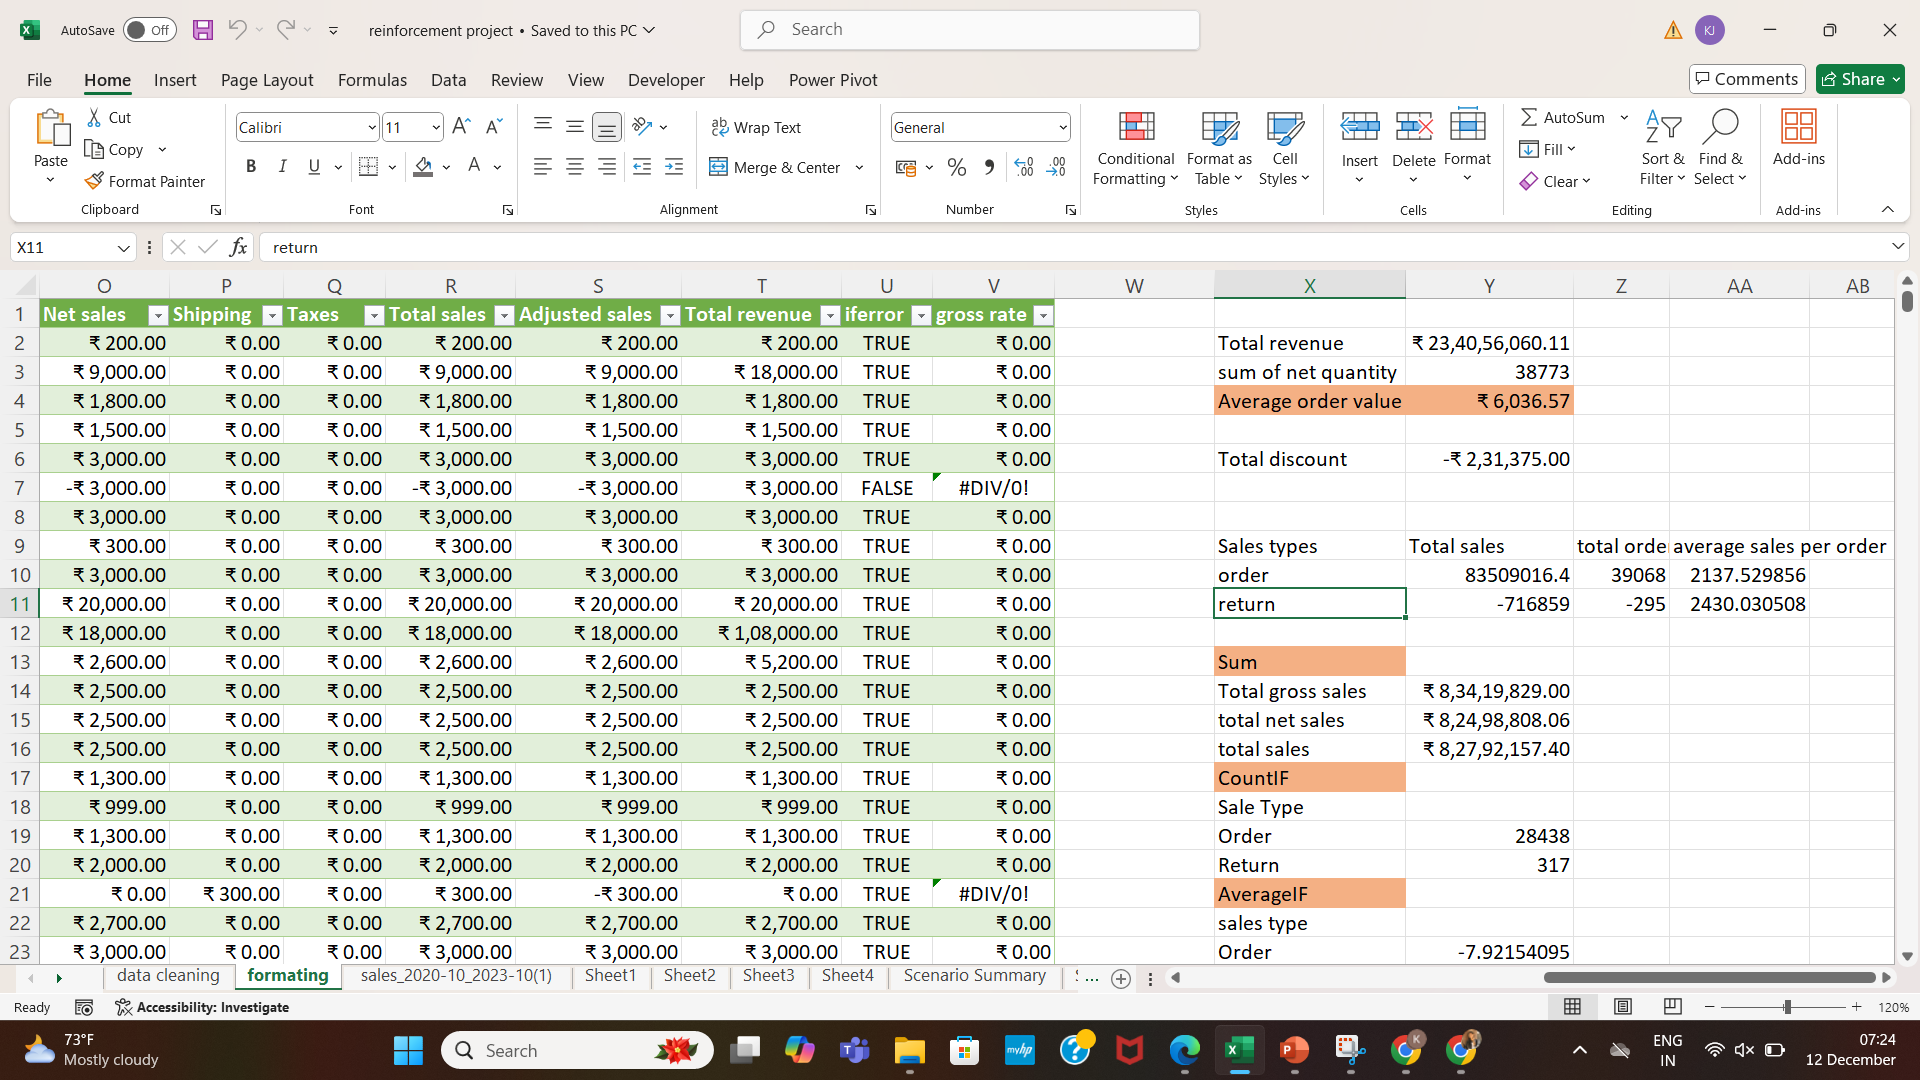 AutoSave Off reinforcement project • Saved to this PC Search KJ
File Home Insert Page Layout Formulas Data Review View Developer Help Power Pivot Comments Share
Paste Cut Copy Format Painter Clipboard
Calibri 11 B I U A Font
Wrap Text Merge & Center Alignment
General % Number
Conditional Formatting Format as Table Cell Styles Styles
Insert Delete Format Cells
AutoSum Fill Clear Sort & Filter Find & Select Editing
Add-ins Add-ins
X11 fx return
O P Q R S T U V W X Y Z AA AB
1 Net sales Shipping Taxes Total sales Adjusted sales Total revenue iferror gross rate
2 ₹ 200.00 ₹ 0.00 ₹ 0.00 ₹ 200.00 ₹ 200.00 ₹ 200.00 TRUE ₹ 0.00 Total revenue ₹ 23,40,56,060.11
3 ₹ 9,000.00 ₹ 0.00 ₹ 0.00 ₹ 9,000.00 ₹ 9,000.00 ₹ 18,000.00 TRUE ₹ 0.00 sum of net quantity 38773
4 ₹ 1,800.00 ₹ 0.00 ₹ 0.00 ₹ 1,800.00 ₹ 1,800.00 ₹ 1,800.00 TRUE ₹ 0.00 Average order value ₹ 6,036.57
5 ₹ 1,500.00 ₹ 0.00 ₹ 0.00 ₹ 1,500.00 ₹ 1,500.00 ₹ 1,500.00 TRUE ₹ 0.00
6 ₹ 3,000.00 ₹ 0.00 ₹ 0.00 ₹ 3,000.00 ₹ 3,000.00 ₹ 3,000.00 TRUE ₹ 0.00 Total discount -₹ 2,31,375.00
7 -₹ 3,000.00 ₹ 0.00 ₹ 0.00 -₹ 3,000.00 -₹ 3,000.00 ₹ 3,000.00 FALSE #DIV/0!
8 ₹ 3,000.00 ₹ 0.00 ₹ 0.00 ₹ 3,000.00 ₹ 3,000.00 ₹ 3,000.00 TRUE ₹ 0.00
9 ₹ 300.00 ₹ 0.00 ₹ 0.00 ₹ 300.00 ₹ 300.00 ₹ 300.00 TRUE ₹ 0.00 Sales types Total sales total orde average sales per order
10 ₹ 3,000.00 ₹ 0.00 ₹ 0.00 ₹ 3,000.00 ₹ 3,000.00 ₹ 3,000.00 TRUE ₹ 0.00 order 83509016.4 39068 2137.529856
11 ₹ 20,000.00 ₹ 0.00 ₹ 0.00 ₹ 20,000.00 ₹ 20,000.00 ₹ 20,000.00 TRUE ₹ 0.00 return -716859 -295 2430.030508
12 ₹ 18,000.00 ₹ 0.00 ₹ 0.00 ₹ 18,000.00 ₹ 18,000.00 ₹ 1,08,000.00 TRUE ₹ 0.00
13 ₹ 2,600.00 ₹ 0.00 ₹ 0.00 ₹ 2,600.00 ₹ 2,600.00 ₹ 5,200.00 TRUE ₹ 0.00 Sum
14 ₹ 2,500.00 ₹ 0.00 ₹ 0.00 ₹ 2,500.00 ₹ 2,500.00 ₹ 2,500.00 TRUE ₹ 0.00 Total gross sales ₹ 8,34,19,829.00
15 ₹ 2,500.00 ₹ 0.00 ₹ 0.00 ₹ 2,500.00 ₹ 2,500.00 ₹ 2,500.00 TRUE ₹ 0.00 total net sales ₹ 8,24,98,808.06
16 ₹ 2,500.00 ₹ 0.00 ₹ 0.00 ₹ 2,500.00 ₹ 2,500.00 ₹ 2,500.00 TRUE ₹ 0.00 total sales ₹ 8,27,92,157.40
17 ₹ 1,300.00 ₹ 0.00 ₹ 0.00 ₹ 1,300.00 ₹ 1,300.00 ₹ 1,300.00 TRUE ₹ 0.00 CountIF
18 ₹ 999.00 ₹ 0.00 ₹ 0.00 ₹ 999.00 ₹ 999.00 ₹ 999.00 TRUE ₹ 0.00 Sale Type
19 ₹ 1,300.00 ₹ 0.00 ₹ 0.00 ₹ 1,300.00 ₹ 1,300.00 ₹ 1,300.00 TRUE ₹ 0.00 Order 28438
20 ₹ 2,000.00 ₹ 0.00 ₹ 0.00 ₹ 2,000.00 ₹ 2,000.00 ₹ 2,000.00 TRUE ₹ 0.00 Return 317
21 ₹ 0.00 ₹ 300.00 ₹ 0.00 ₹ 300.00 -₹ 300.00 ₹ 0.00 TRUE #DIV/0! AverageIF
22 ₹ 2,700.00 ₹ 0.00 ₹ 0.00 ₹ 2,700.00 ₹ 2,700.00 ₹ 2,700.00 TRUE ₹ 0.00 sales type
23 ₹ 3,000.00 ₹ 0.00 ₹ 0.00 ₹ 3,000.00 ₹ 3,000.00 ₹ 3,000.00 TRUE ₹ 0.00 Order -7.92154095
data cleaning formating sales_2020-10_2023-10(1) Sheet1 Sheet2 Sheet3 Sheet4 Scenario Summary ...
Ready Accessibility: Investigate 120%
73°F Mostly cloudy Search myhp ENG IN 07:24 12 December